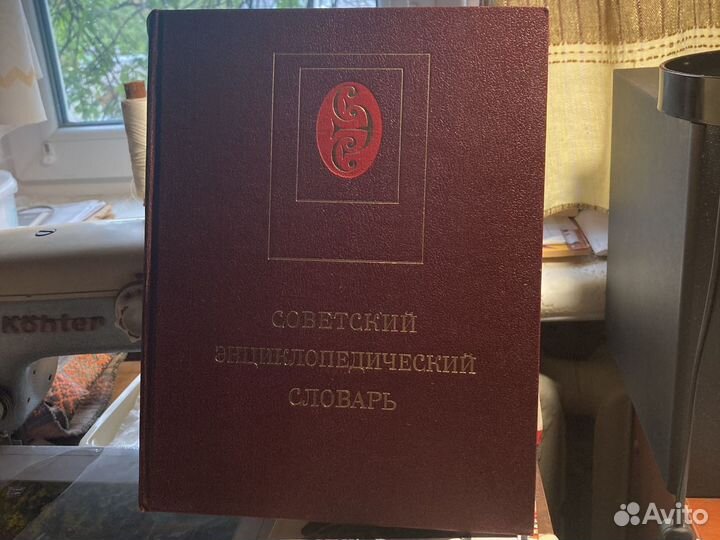 СОВЕТСКИЙ
ЭНЦИКЛОПЕДИЧЕСКИЙ
СЛОВАРЬ
Köhler
Avito